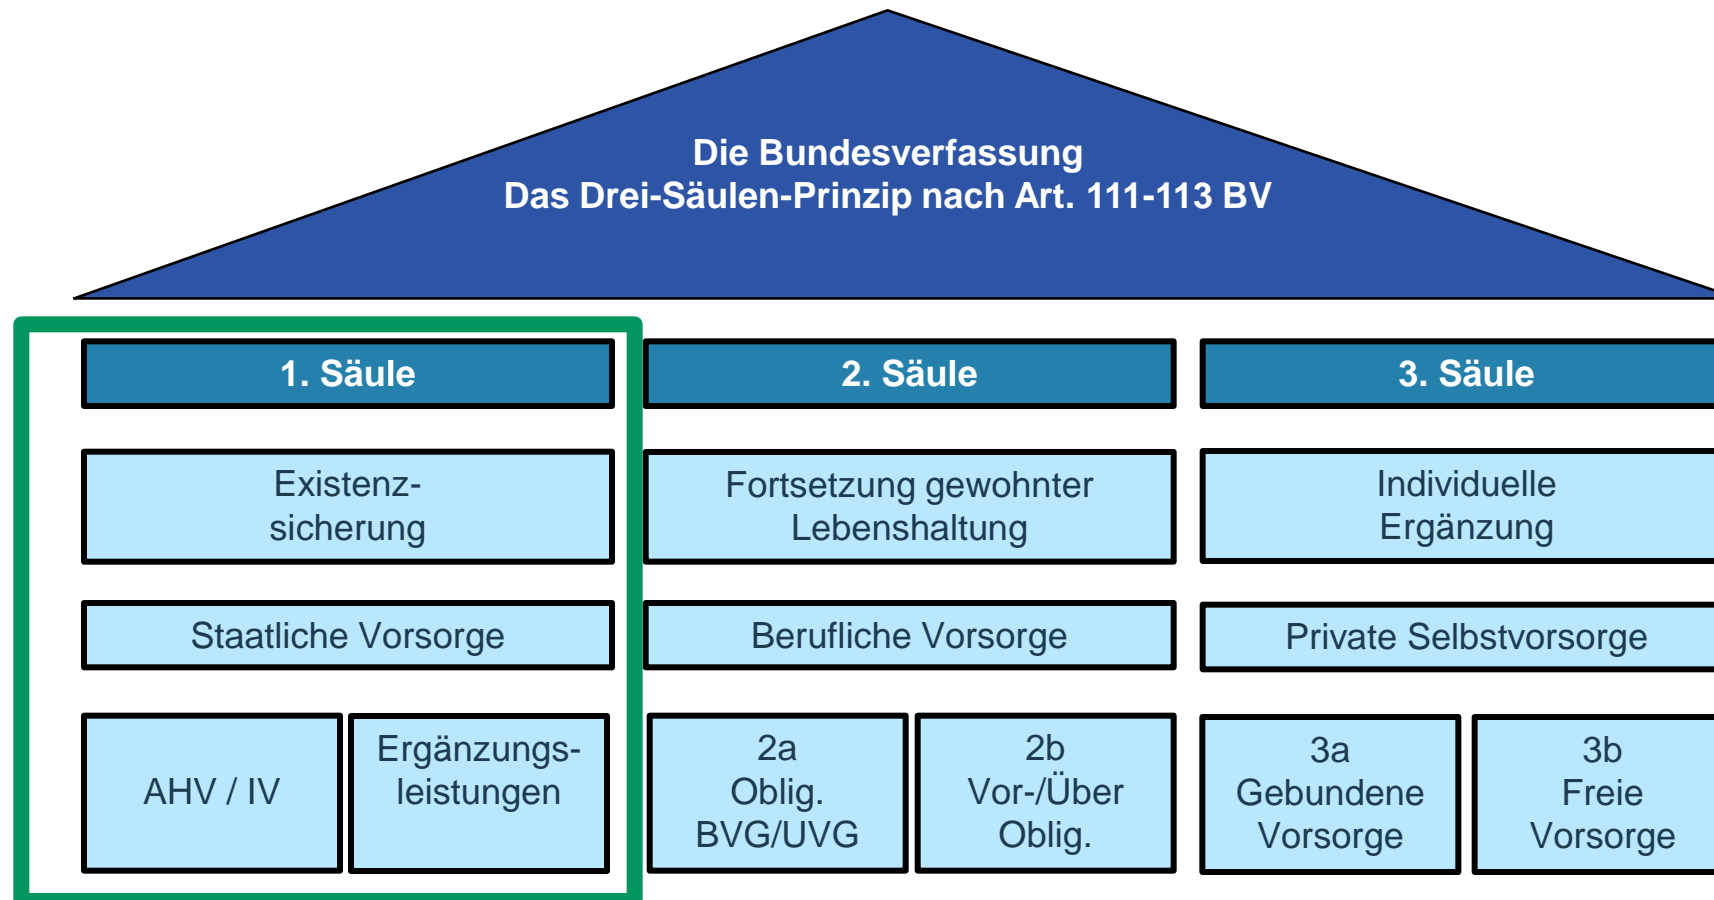 Die Bundesverfassung
Das Drei-Säulen-Prinzip nach Art. 111-113 BV
1. Säule
2. Säule
3. Säule
Existenz-
sicherung
Fortsetzung gewohnter
Lebenshaltung
Individuelle
Ergänzung
Staatliche Vorsorge
Berufliche Vorsorge
Private Selbstvorsorge
AHV / IV
Ergänzungs-
leistungen
2a
Oblig.
BVG/UVG
2b
Vor-/Über
Oblig.
3a
Gebundene
Vorsorge
3b
Freie
Vorsorge